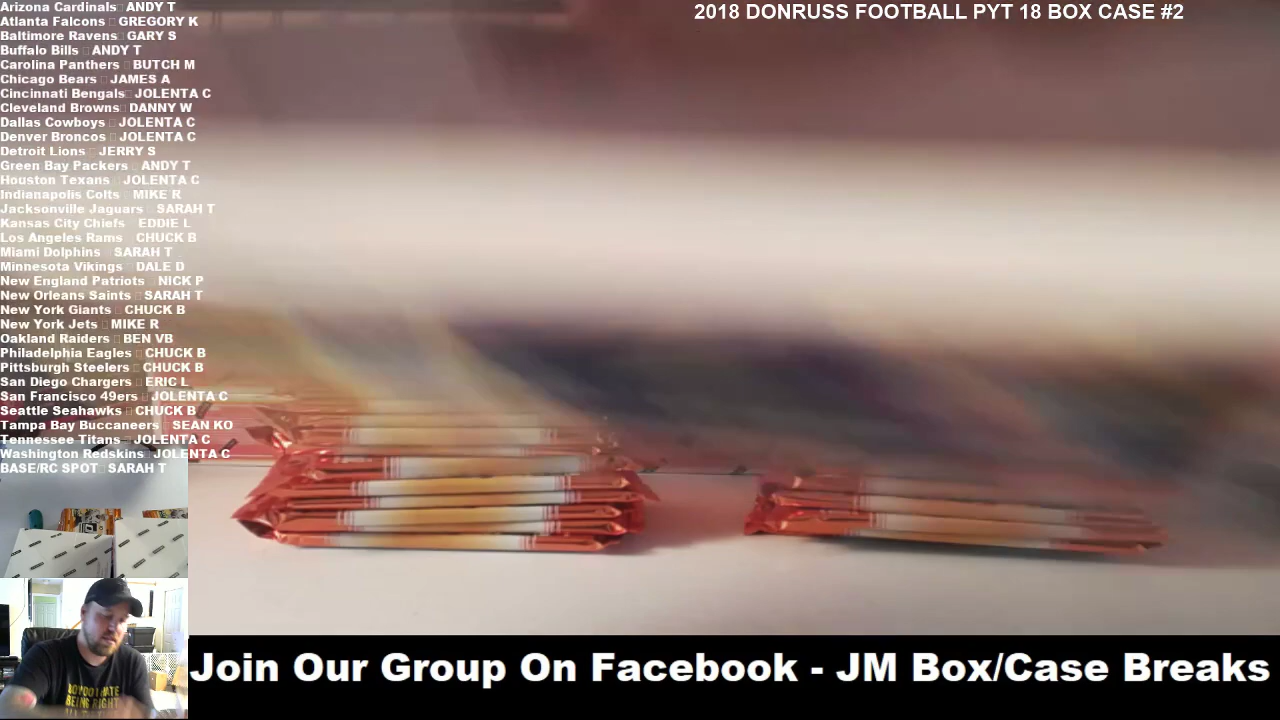 2018 DONRUSS FOOTBALL PYT 18 BOX CASE #2
Arizona Cardinals ANDY T
Atlanta Falcons GREGORY K
Baltimore Ravens GARY S
Buffalo Bills ANDY T
Carolina Panthers BUTCH M
Chicago Bears JAMES A
Cincinnati Bengals JOLENTA C
Cleveland Browns DANNY W
Dallas Cowboys JOLENTA C
Denver Broncos JOLENTA C
Detroit Lions JERRY S
Green Bay Packers ANDY T
Houston Texans JOLENTA C
Indianapolis Colts MIKE R
Jacksonville Jaguars SARAH T
Kansas City Chiefs EDDIE L
Los Angeles Rams CHUCK B
Miami Dolphins SARAH T
Minnesota Vikings DALE D
New England Patriots NICK P
New Orleans Saints SARAH T
New York Giants CHUCK B
New York Jets MIKE R
Oakland Raiders BEN VB
Philadelphia Eagles CHUCK B
Pittsburgh Steelers CHUCK B
San Diego Chargers ERIC L
San Francisco 49ers JOLENTA C
Seattle Seahawks CHUCK B
Tampa Bay Buccaneers SEAN KO
Tennessee Titans JOLENTA C
Washington Redskins JOLENTA C
BASE/RC SPOT SARAH T
BEING RIGHT
Join Our Group On Facebook - JM Box/Case Breaks